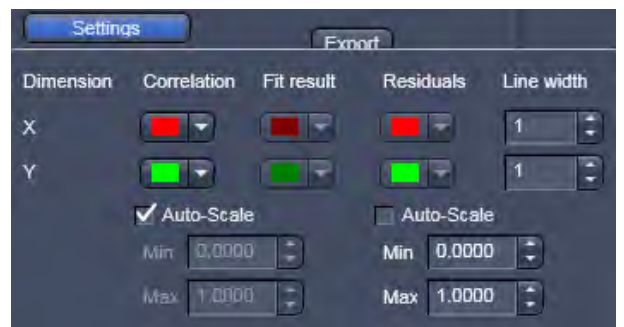 Settings
Export
Dimension Correlation Fit result Residuals Line width
X 1
Y 1
Auto-Scale Auto-Scale
Min 0.0000 Min 0.0000
Max 1.0000 Max 1.0000